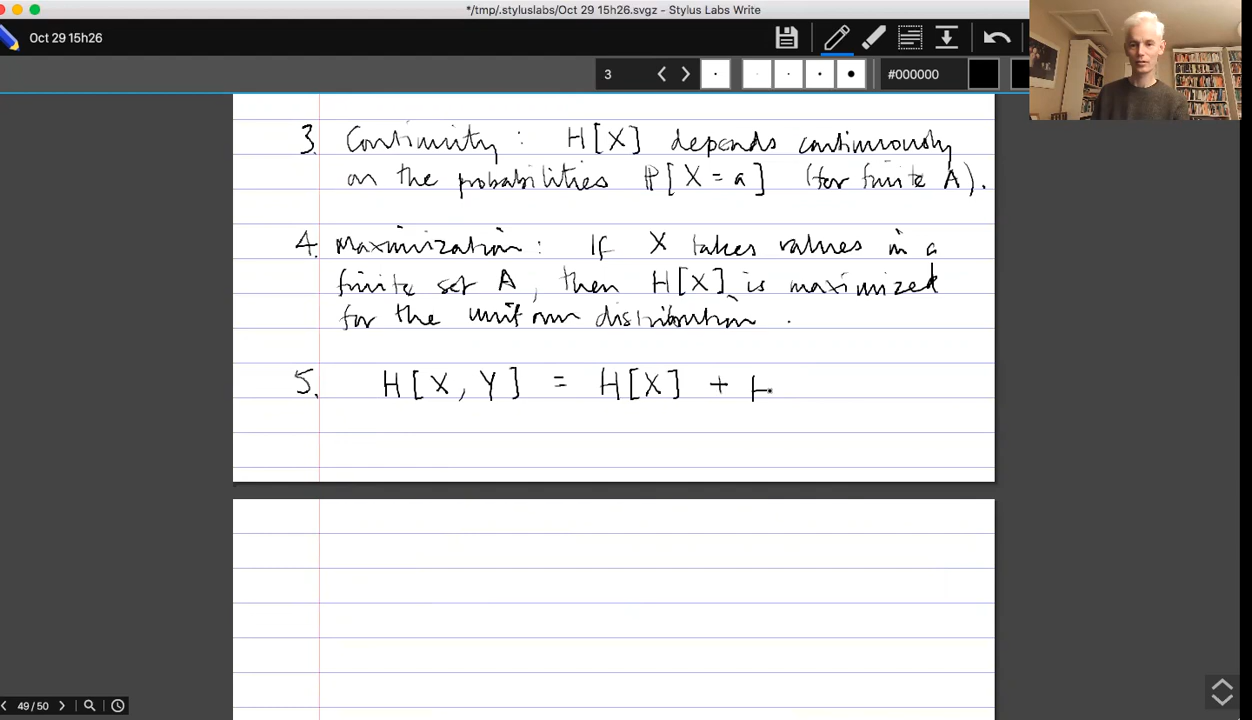 */tmp/.styluslabs/Oct 29 15h26.svgz - Stylus Labs Write
Oct 29 15h26
3
#000000
3. Continuity : H[X] depends continuously
on the probabilities ℙ[X = a] (for finite A).
4. Maximization : If X takes values in a
finite set A, then H[X] is maximized
for the uniform distribution.
5. H[X, Y] = H[X] +
49/50